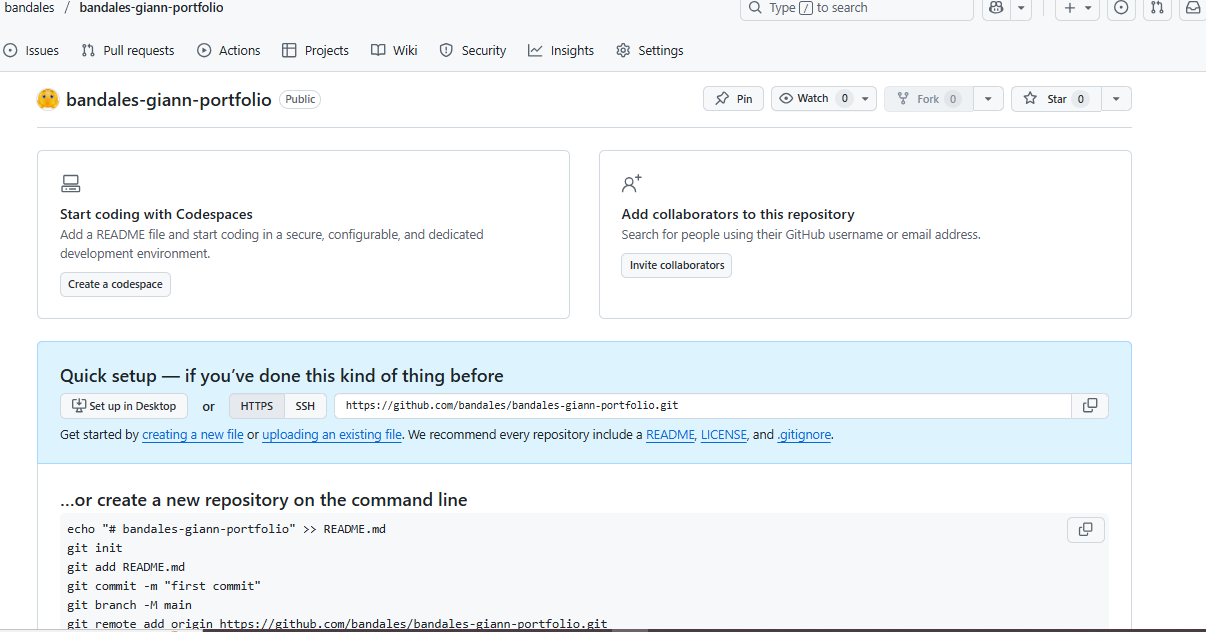 bandales / bandales-giann-portfolio
Type / to search
Issues Pull requests Actions Projects Wiki Security Insights Settings
bandales-giann-portfolio Public
Pin Watch 0 Fork 0 Star 0
Start coding with Codespaces
Add a README file and start coding in a secure, configurable, and dedicated
development environment.
Create a codespace
Add collaborators to this repository
Search for people using their GitHub username or email address.
Invite collaborators
Quick setup — if you’ve done this kind of thing before
Set up in Desktop or HTTPS SSH https://github.com/bandales/bandales-giann-portfolio.git
Get started by creating a new file or uploading an existing file. We recommend every repository include a README, LICENSE, and .gitignore.
…or create a new repository on the command line
echo "# bandales-giann-portfolio" >> README.md
git init
git add README.md
git commit -m "first commit"
git branch -M main
git remote add origin https://github.com/bandales/bandales-giann-portfolio.git